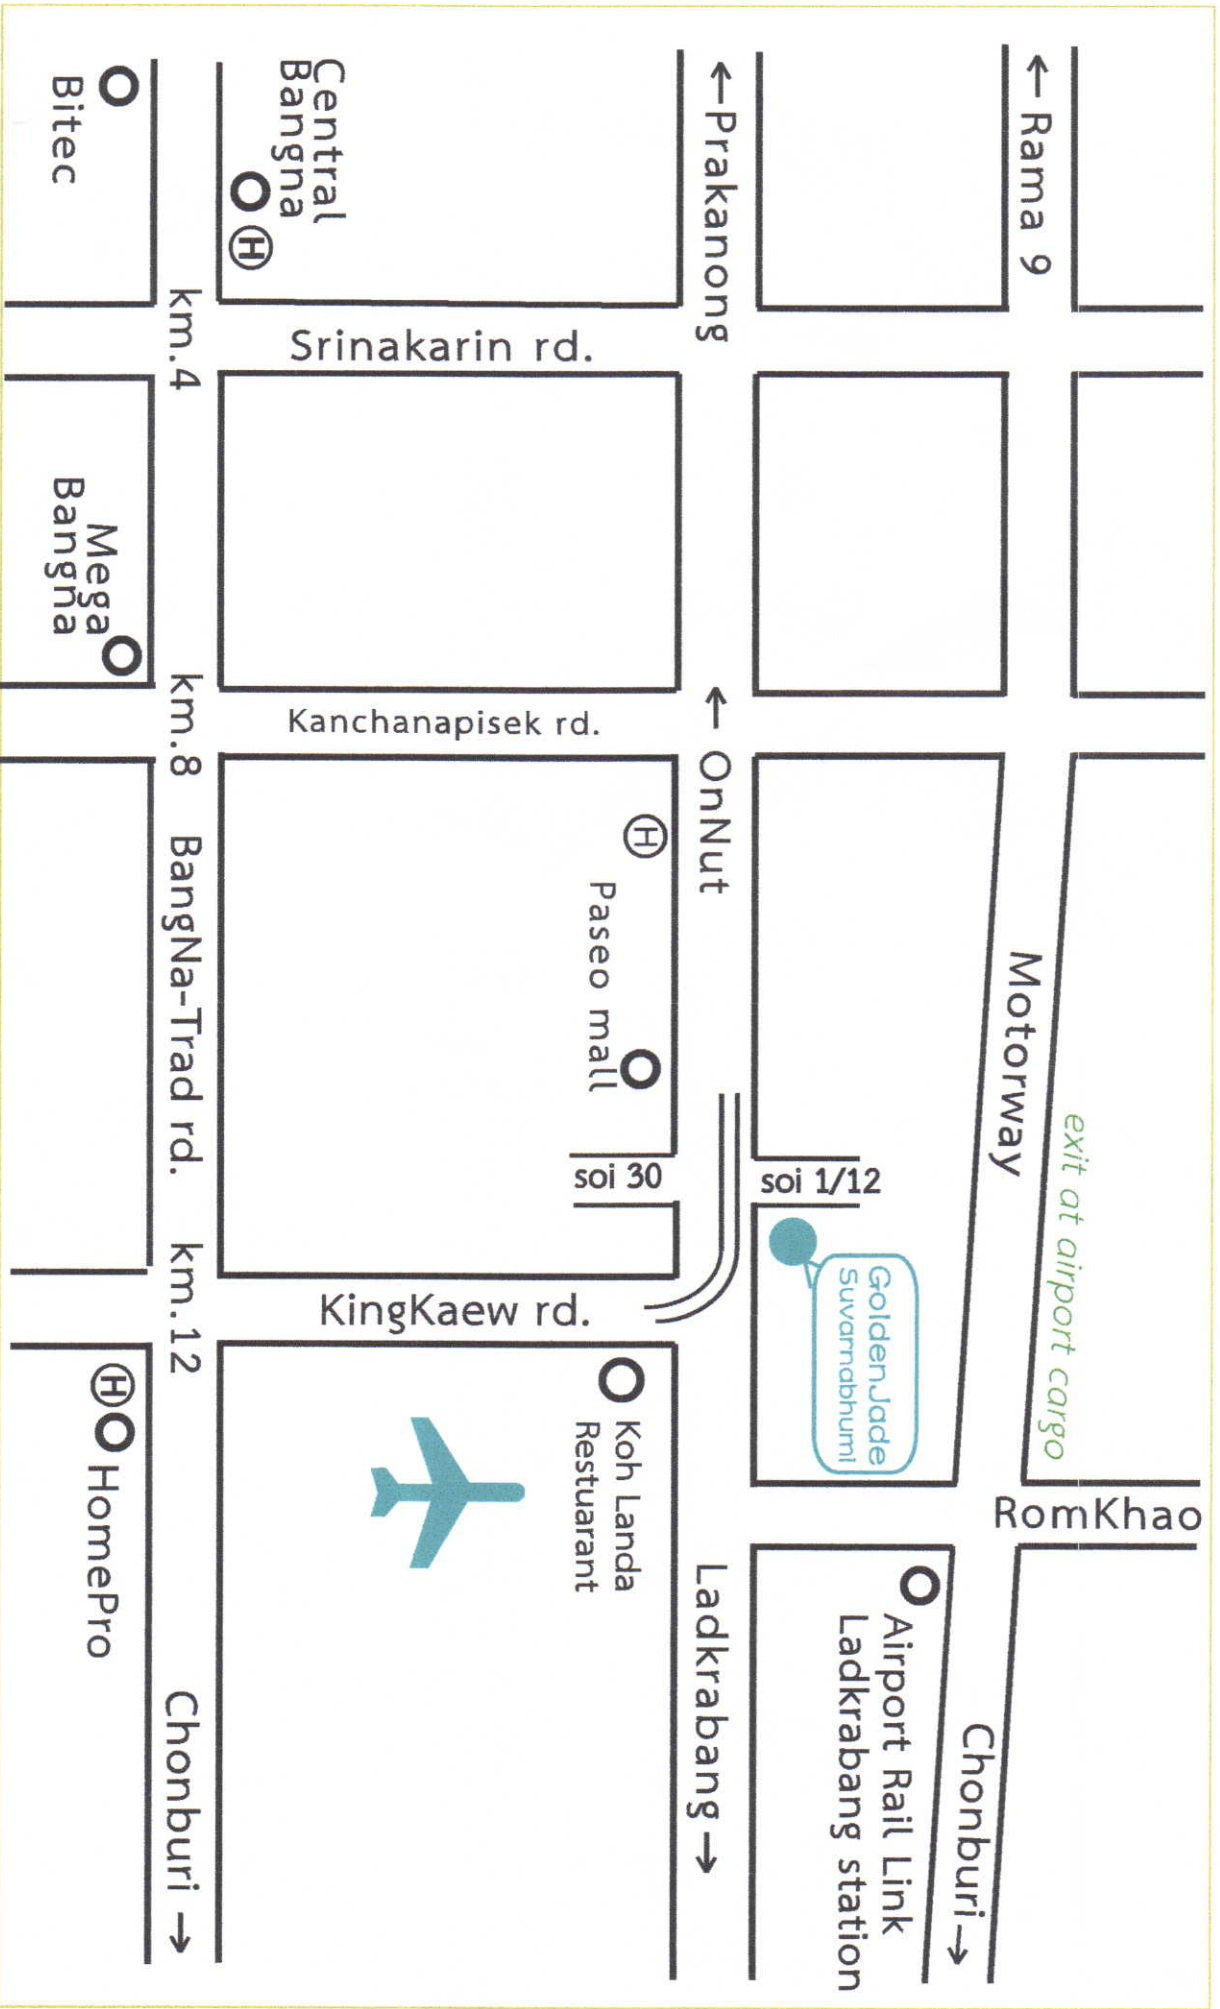 ← Rama 9
Motorway
exit at airport cargo
RomKhao
Chonburi→
Airport Rail Link
Ladkrabang station
GoldenJade
Suvarnabhumi
soi 1/12
←Prakanong
← OnNut
Ladkrabang→
soi 30
H
Paseo mall
Koh Landa
Restuarant
Srinakarin rd.
Kanchanapisek rd.
KingKaew rd.
Central
Bangna
H
km.4
km.8
BangNa-Trad rd.
km.12
Chonburi →
Bitec
Mega
Bangna
H
HomePro